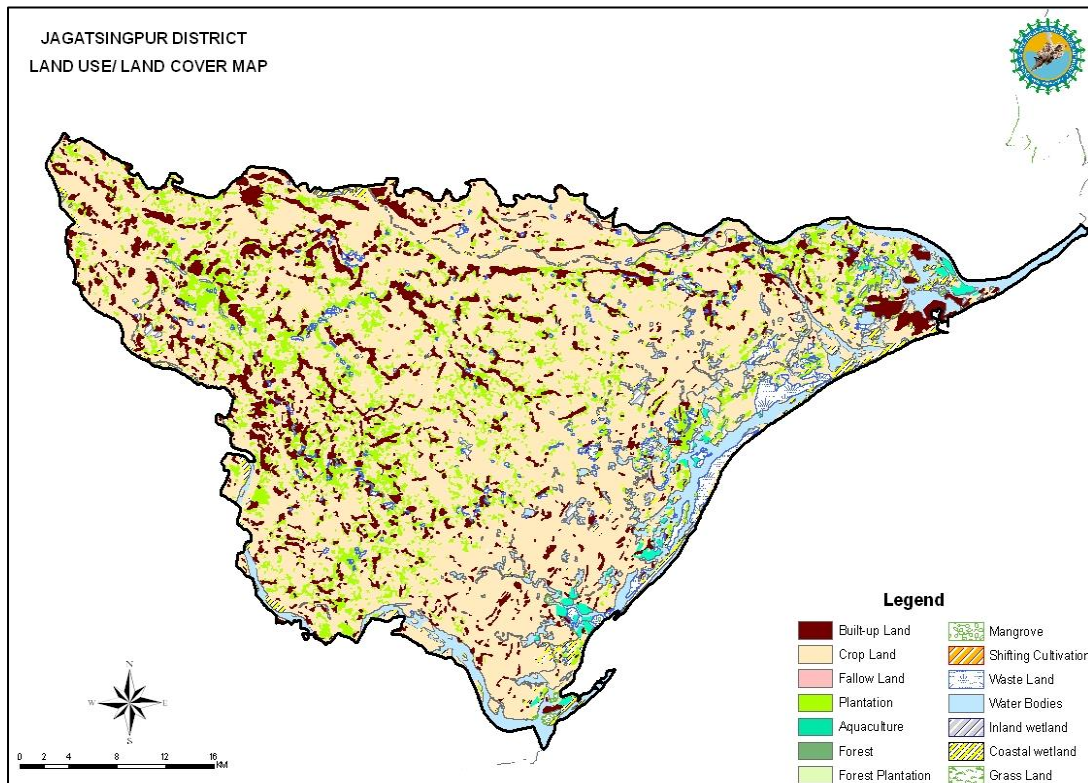 JAGATSINGPUR DISTRICT
LAND USE/ LAND COVER MAP
N
W E
S
0 2 4 8 12 16
KM
Legend
Built-up Land
Crop Land
Fallow Land
Plantation
Aquaculture
Forest
Forest Plantation
Mangrove
Shifting Cultivation
Waste Land
Water Bodies
Inland wetland
Coastal wetland
Grass Land